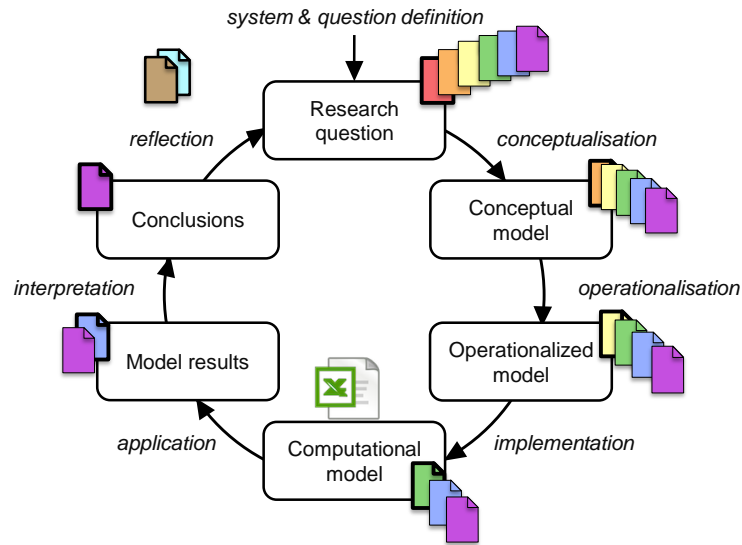 system & question definition
Research
question
reflection
conceptualisation
Conclusions
Conceptual
model
interpretation
operationalisation
Model results
Operationalized
model
X
application
Computational
model
implementation